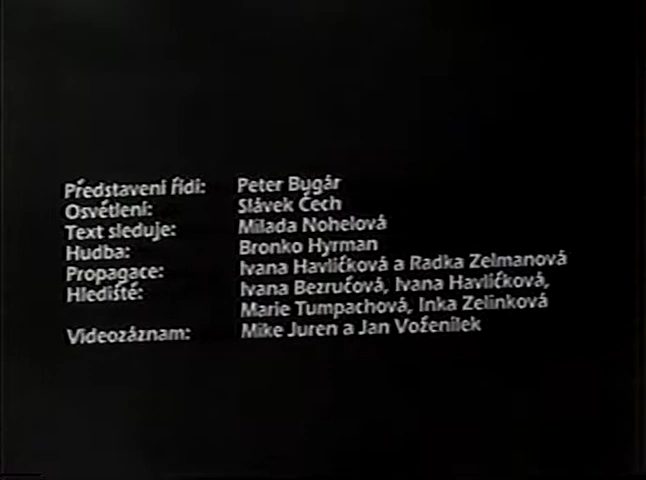 Představení řídí: Peter Bugár
Osvětlení: Slávek Čech
Text sleduje: Milada Nohelová
Hudba: Bronko Hyrman
Propagace: Ivana Havlíčková a Radka Zelmanová
Hlediště: Ivana Bezručová, Ivana Havlíčková,
Marie Tumpachová, Inka Zelinková
Videozáznam: Mike Juren a Jan Voženílek